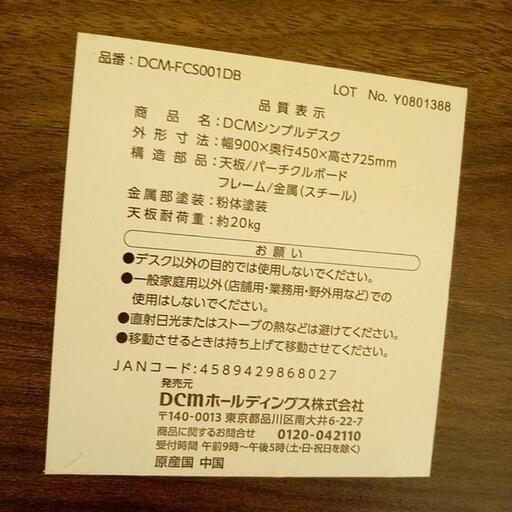 品番：DCM-FCS001DB
LOT No. Y0801388
品質表示
商品名：DCMシンプルデスク
外形寸法：幅900×奥行450×高さ725mm
構造部品：天板/パーチクルボード
フレーム/金属（スチール）
金属部塗装：粉体塗装
天板耐荷重：約20kg
お願い
●デスク以外の目的では使用しないでください。
●一般家庭用以外（店舗用・業務用・野外用など）での
使用はしないでください。
●直射日光またはストーブの熱などは避けてください。
●移動させるときは持ち上げて移動させてください。
JANコード：4589429868027
発売元
DCMホールディングス株式会社
〒140-0013 東京都品川区南大井6-22-7
商品に関するお問合せ 0120-042110
受付時間 午前9時〜午後5時（土・日・祝日を除く）
原産国 中国